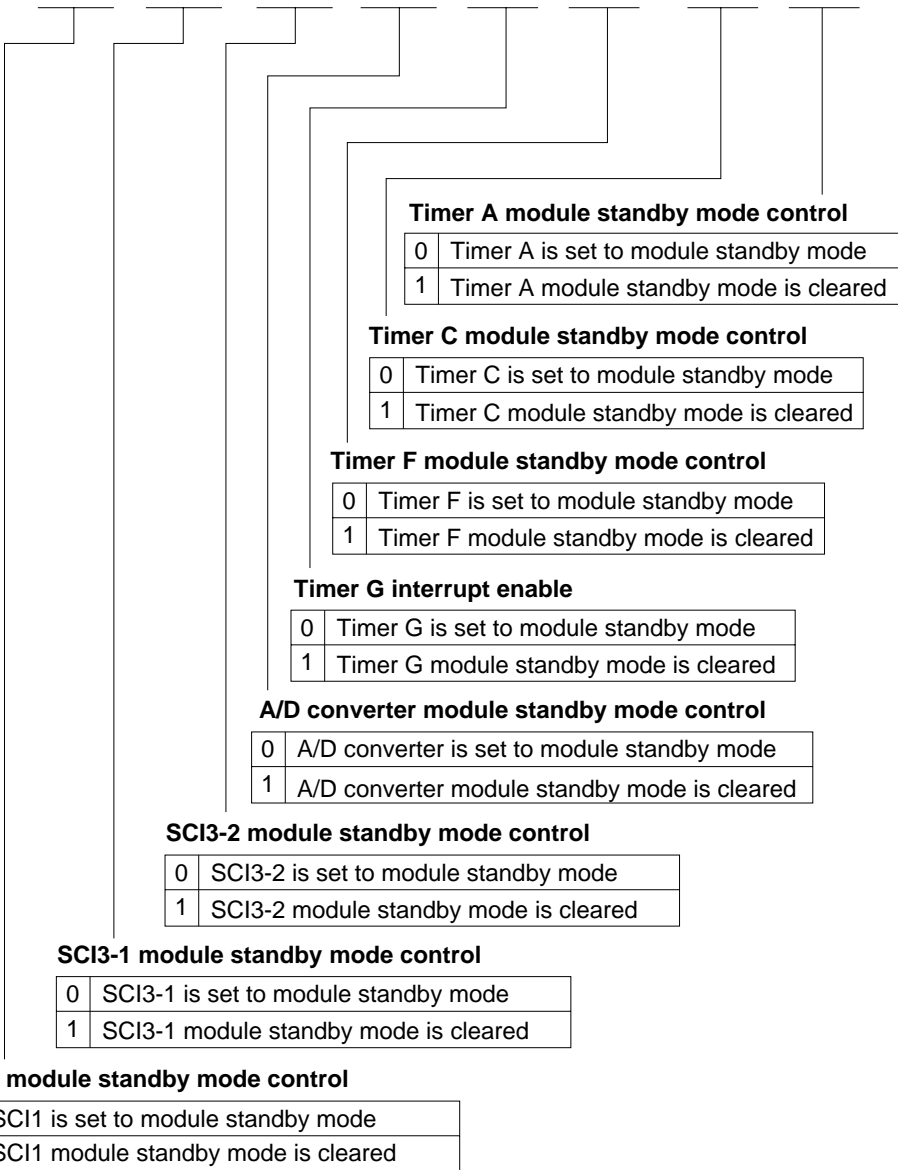 Timer A module standby mode control
0 Timer A is set to module standby mode
1 Timer A module standby mode is cleared
Timer C module standby mode control
0 Timer C is set to module standby mode
1 Timer C module standby mode is cleared
Timer F module standby mode control
0 Timer F is set to module standby mode
1 Timer F module standby mode is cleared
Timer G interrupt enable
0 Timer G is set to module standby mode
1 Timer G module standby mode is cleared
A/D converter module standby mode control
0 A/D converter is set to module standby mode
1 A/D converter module standby mode is cleared
SCI3-2 module standby mode control
0 SCI3-2 is set to module standby mode
1 SCI3-2 module standby mode is cleared
SCI3-1 module standby mode control
0 SCI3-1 is set to module standby mode
1 SCI3-1 module standby mode is cleared
module standby mode control
SCI1 is set to module standby mode
SCI1 module standby mode is cleared